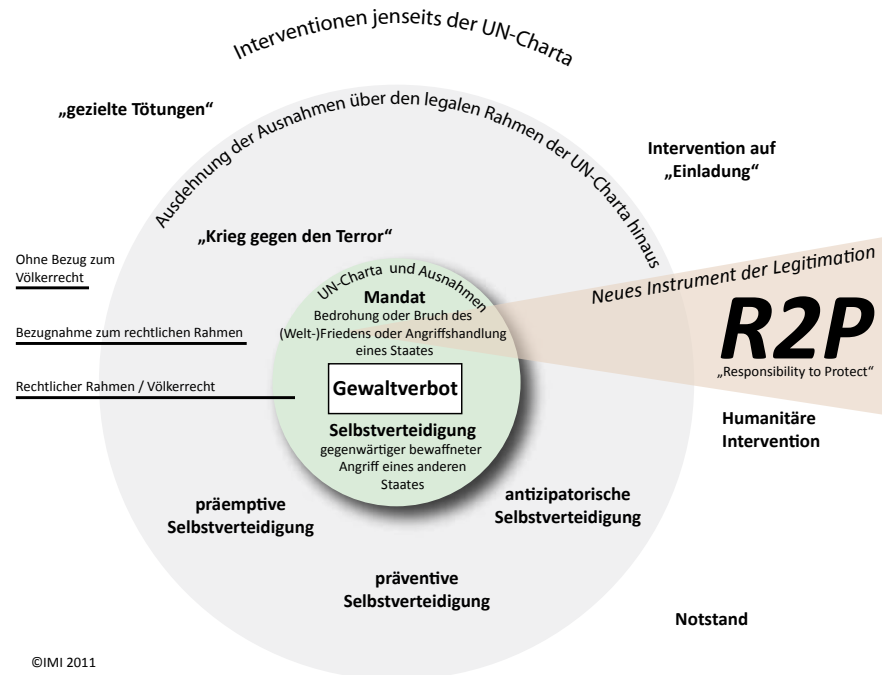 Interventionen jenseits der UN-Charta
„gezielte Tötungen“
Ausdehnung der Ausnahmen über den legalen Rahmen der UN-Charta hinaus
Intervention auf
„Einladung“
„Krieg gegen den Terror“
Ohne Bezug zum
Völkerrecht
UN-Charta und Ausnahmen
Mandat
Bedrohung oder Bruch des
(Welt-)Friedens oder Angriffshandlung
eines Staates
Neues Instrument der Legitimation
R2P
„Responsibility to Protect“
Bezugnahme zum rechtlichen Rahmen
Rechtlicher Rahmen / Völkerrecht
Gewaltverbot
Selbstverteidigung
gegenwärtiger bewaffneter
Angriff eines anderen
Staates
Humanitäre
Intervention
präemptive
Selbstverteidigung
antizipatorische
Selbstverteidigung
präventive
Selbstverteidigung
Notstand
©IMI 2011